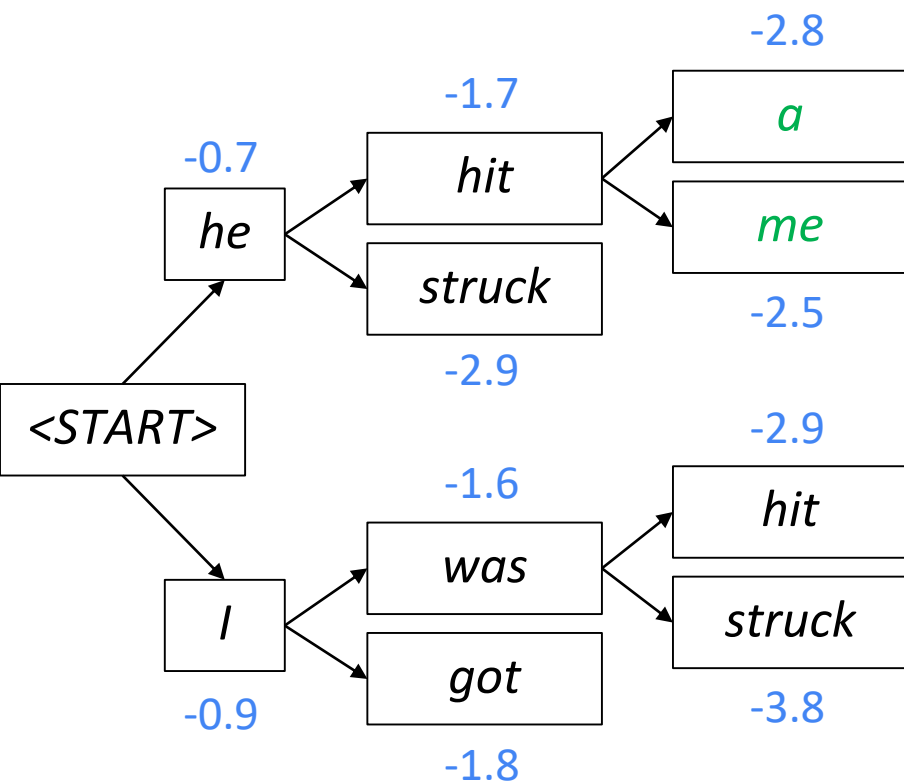 -2.8
-1.7
a
-0.7
hit
me
he
struck
-2.5
-2.9
<START>
-2.9
-1.6
hit
was
I
struck
got
-0.9
-3.8
-1.8